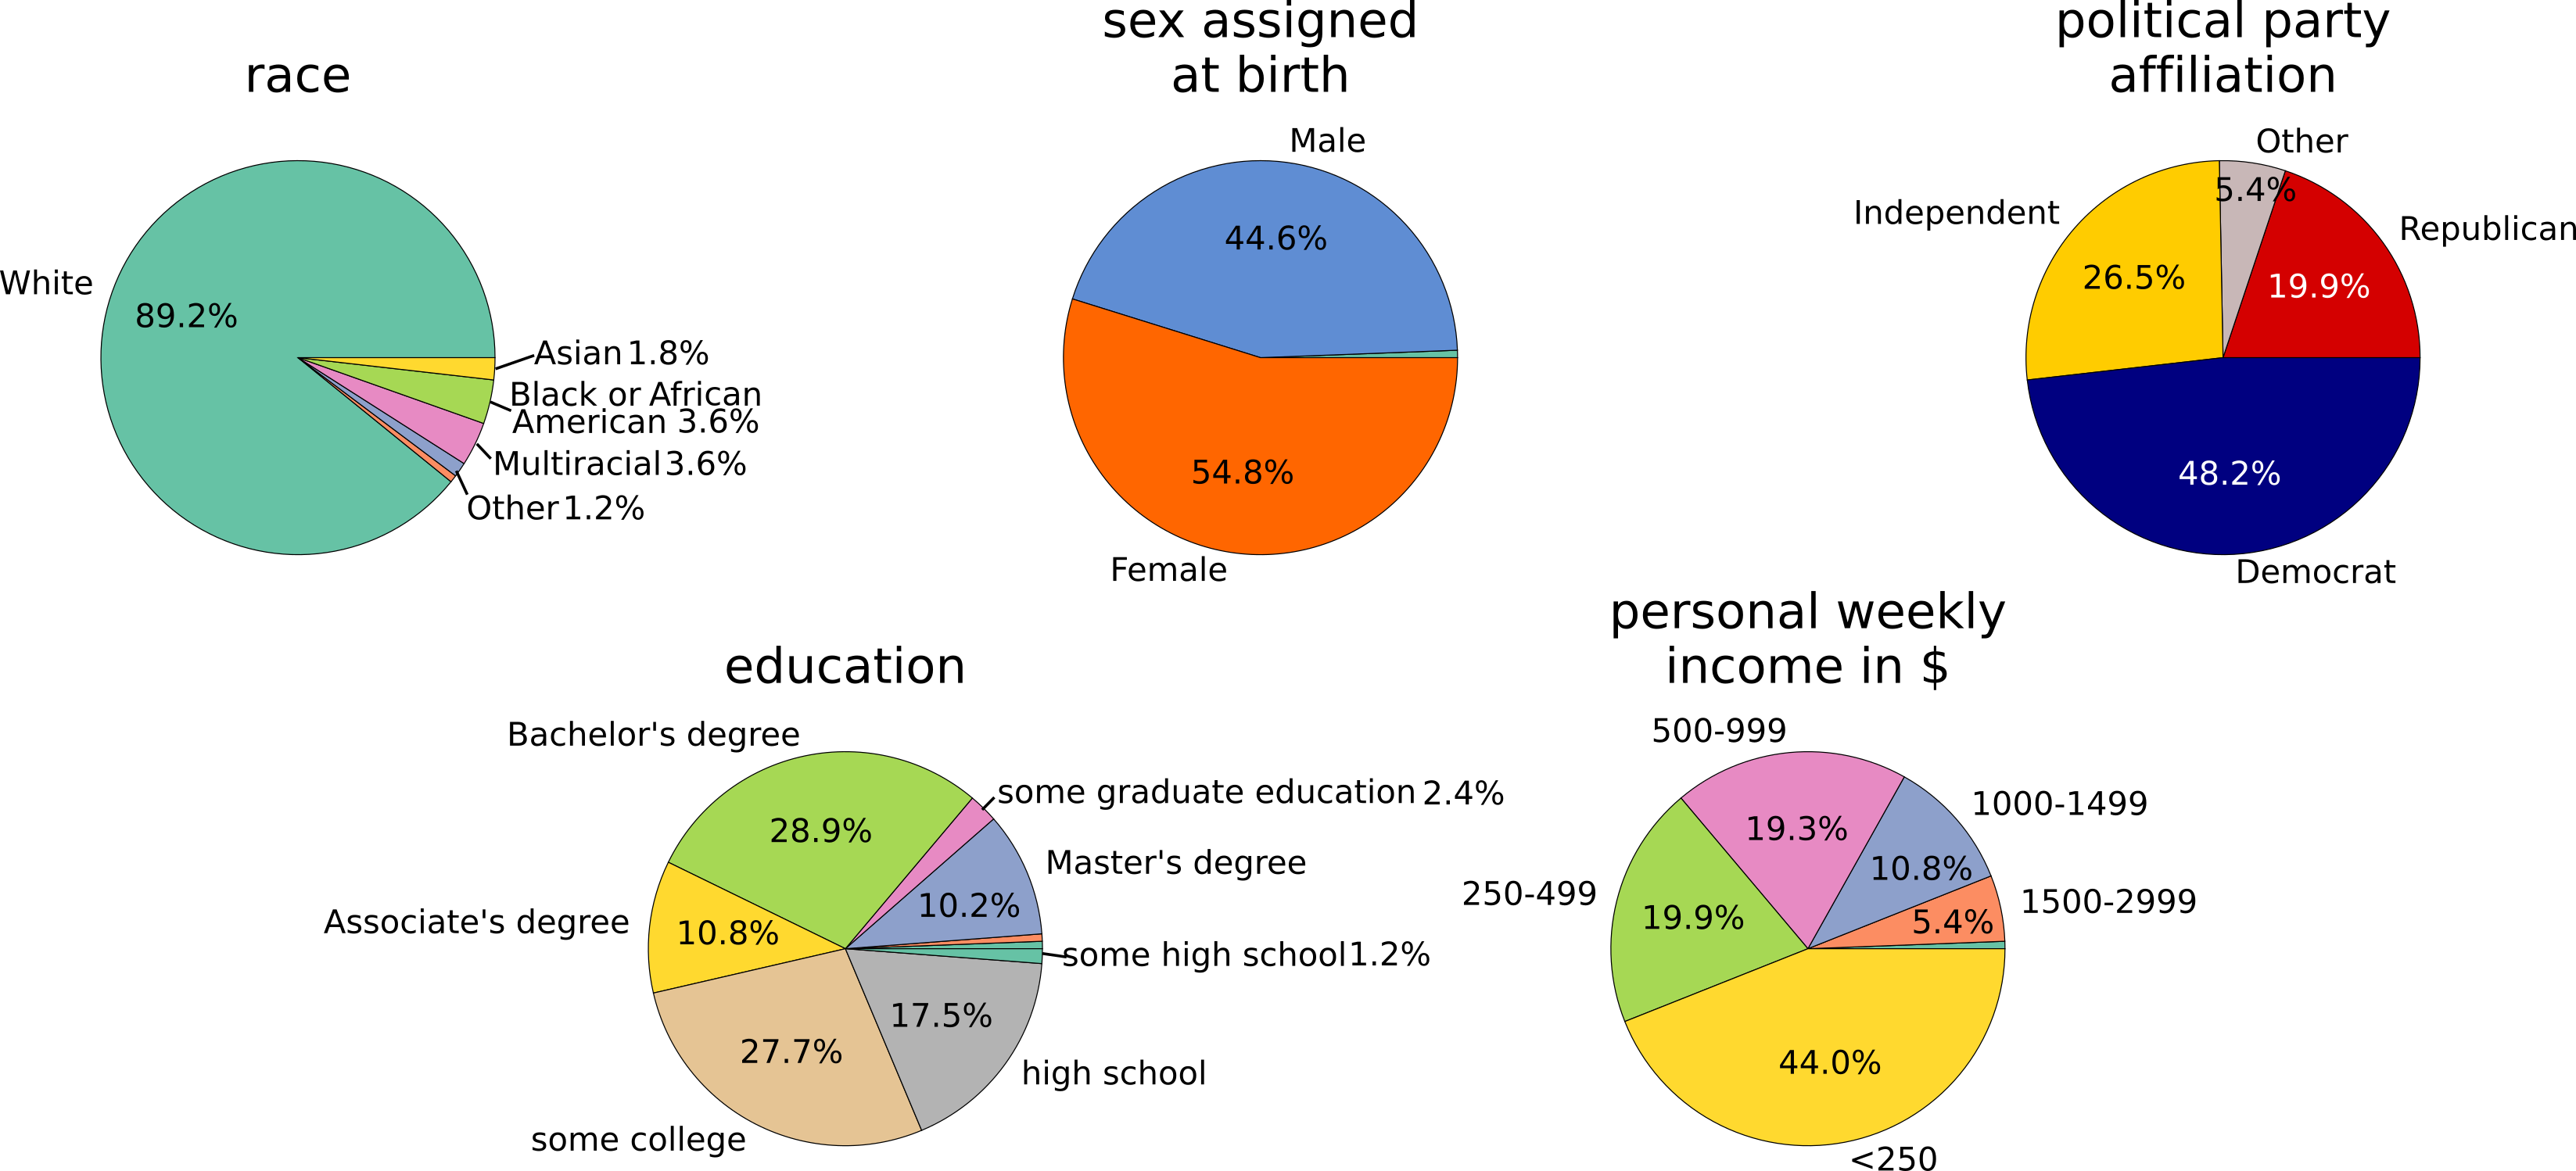 race
White
89.2%
Asian 1.8%
Black or African
American 3.6%
Multiracial 3.6%
Other 1.2%
sex assigned
at birth
Male
44.6%
54.8%
Female
political party
affiliation
Other
5.4%
Independent
Republican
26.5%
19.9%
48.2%
Democrat
education
Bachelor's degree
some graduate education 2.4%
28.9%
Master's degree
10.2%
Associate's degree
10.8%
some high school 1.2%
17.5%
27.7%
high school
some college
personal weekly
income in $
500-999
1000-1499
19.3%
10.8%
250-499
1500-2999
19.9%
5.4%
44.0%
<250